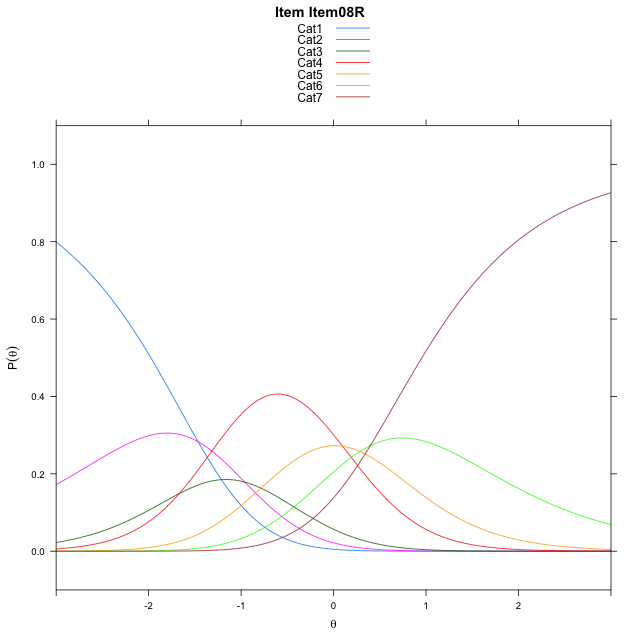 Item Item08R
Cat1
Cat2
Cat3
Cat4
Cat5
Cat6
Cat7
1.0
0.8
0.6
0.4
0.2
0.0
P(θ)
-2 -1 0 1 2
θ